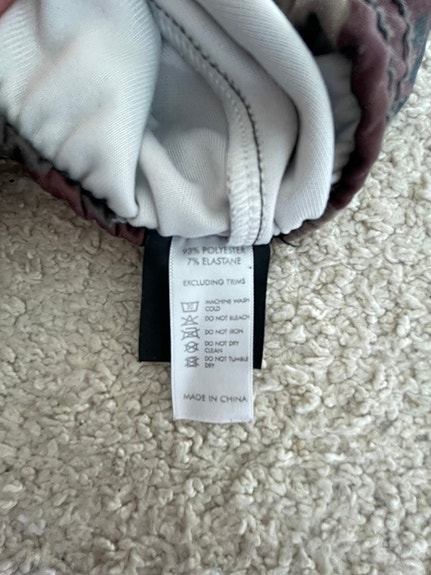 93% POLYESTER
7% ELASTANE
EXCLUDING TRIMS
MACHINE WASH
COLD
DO NOT BLEACH
DO NOT IRON
DO NOT DRY
CLEAN
DO NOT TUMBLE
DRY
MADE IN CHINA